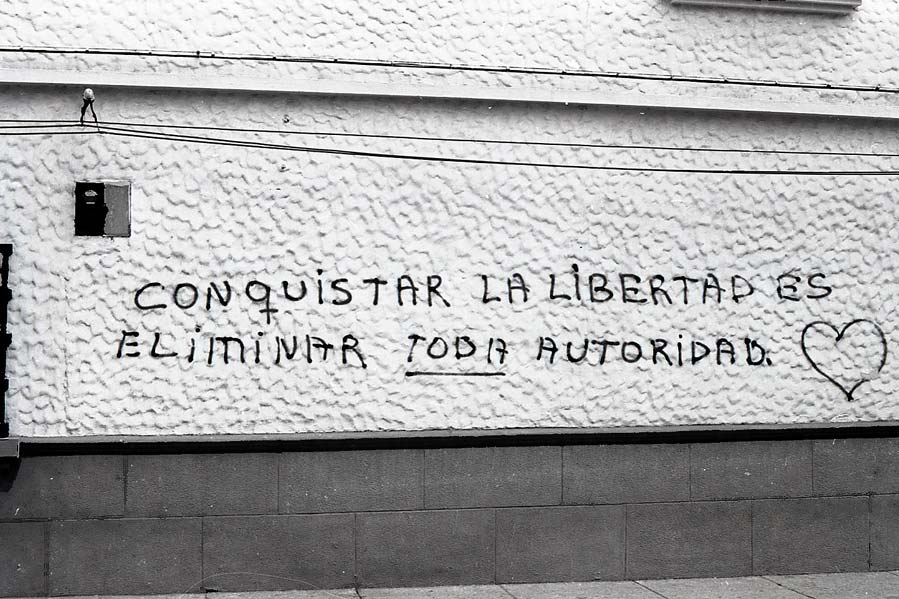 CONQUISTAR LA LIBERTAD ES
ELIMINAR TODA AUTORIDAD.